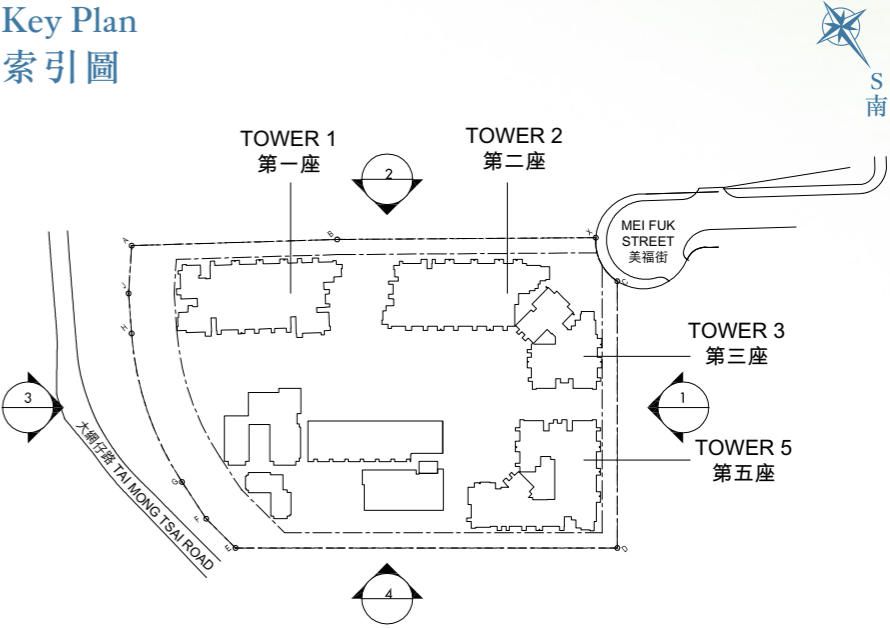 Key Plan
索引圖
S
南
TOWER 1
第一座
TOWER 2
第二座
2
A
B
X
MEI FUK
STREET
美福街
C
J
H
TOWER 3
第三座
3
1
大網仔路 TAI MONG TSAI ROAD
TOWER 5
第五座
G
F
E
D
4